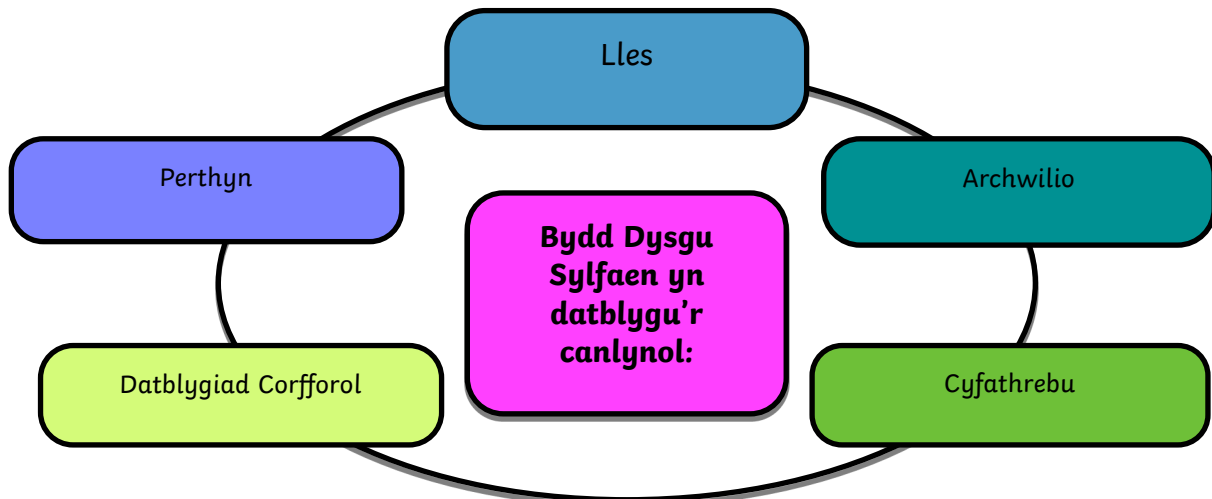 Lles
Perthyn
Archwilio
Bydd Dysgu
Sylfaen yn
datblygu'r
canlynol:
Datblygiad Corfforol
Cyfathrebu